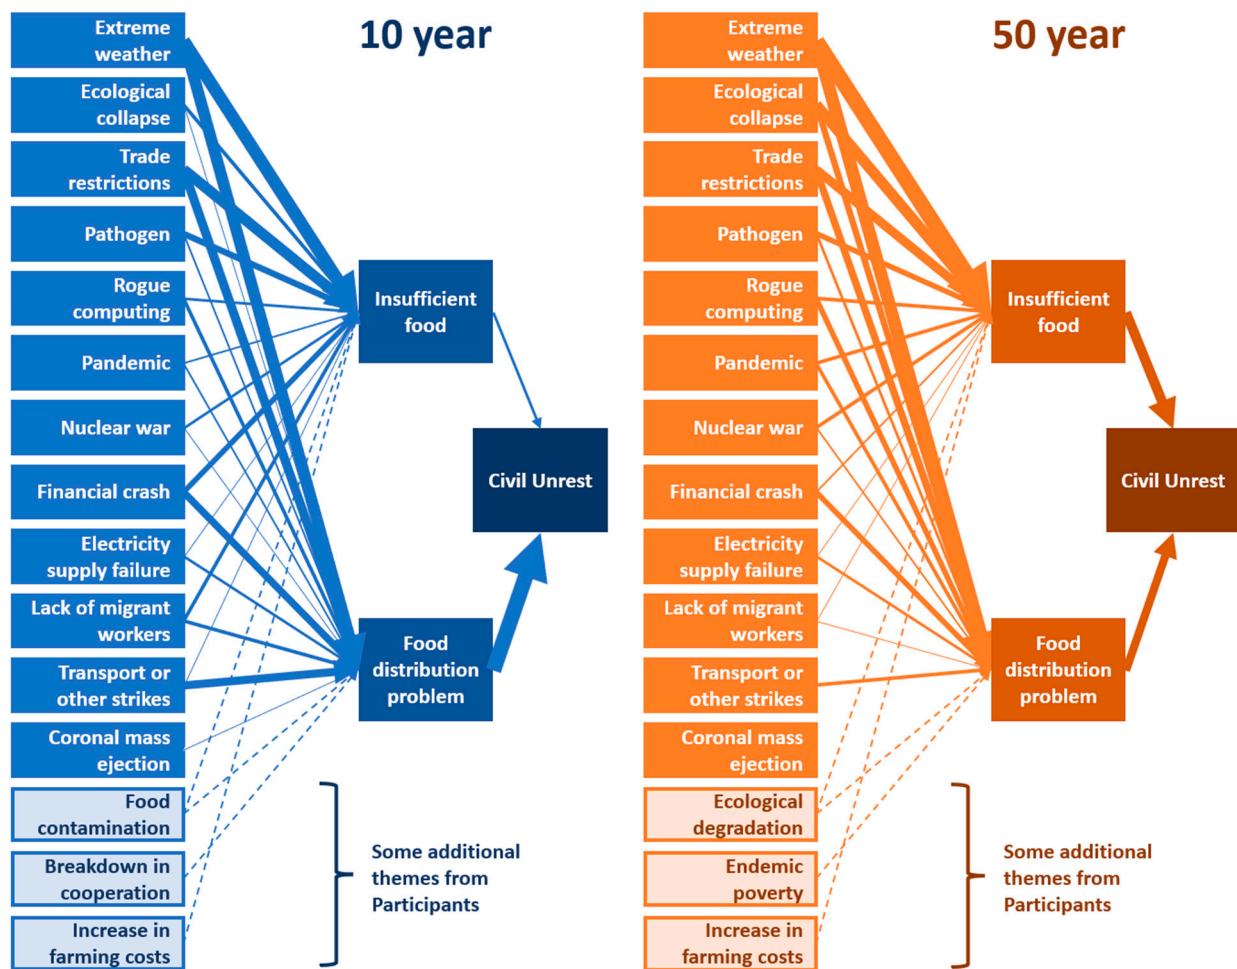 10 year
Extreme
weather
Ecological
collapse
Trade
restrictions
Pathogen
Rogue
computing
Pandemic
Nuclear war
Financial crash
Electricity
supply failure
Lack of migrant
workers
Transport or
other strikes
Coronal mass
ejection
Food
contamination
Breakdown in
cooperation
Increase in
farming costs
Insufficient
food
Civil Unrest
Food
distribution
problem
Some additional
themes from
Participants
50 year
Extreme
weather
Ecological
collapse
Trade
restrictions
Pathogen
Rogue
computing
Pandemic
Nuclear war
Financial crash
Electricity
supply failure
Lack of migrant
workers
Transport or
other strikes
Coronal mass
ejection
Ecological
degradation
Endemic
poverty
Increase in
farming costs
Insufficient
food
Civil Unrest
Food
distribution
problem
Some additional
themes from
Participants